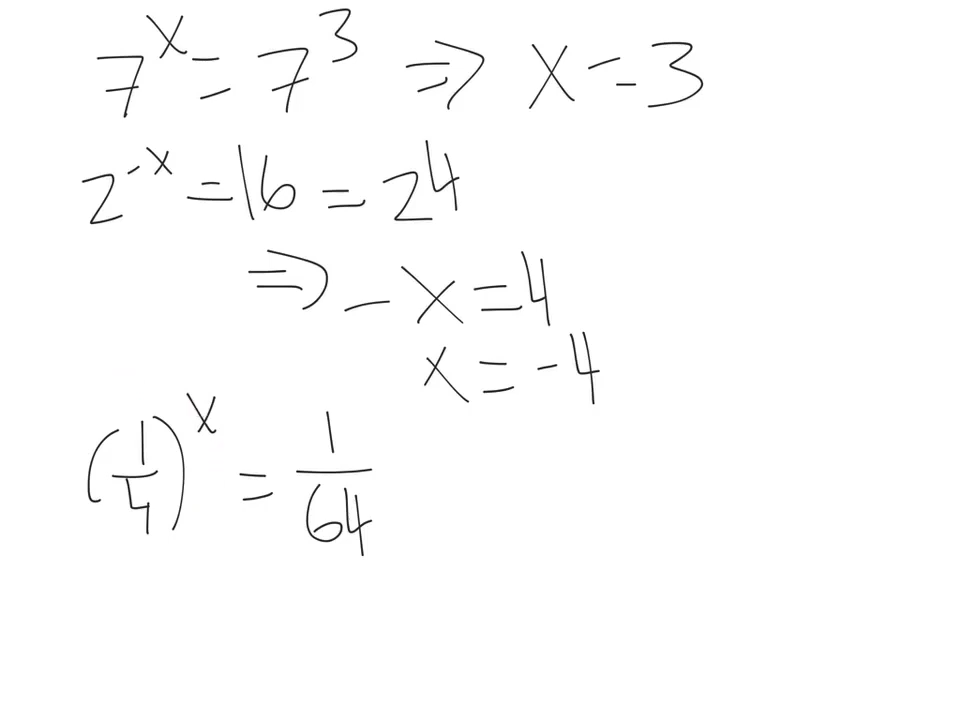 7^x = 7^3 ⇒ x = 3
2^-x = 16 = 2^4
⇒ -x = 4
x = -4
(1/4)^x = 1/64